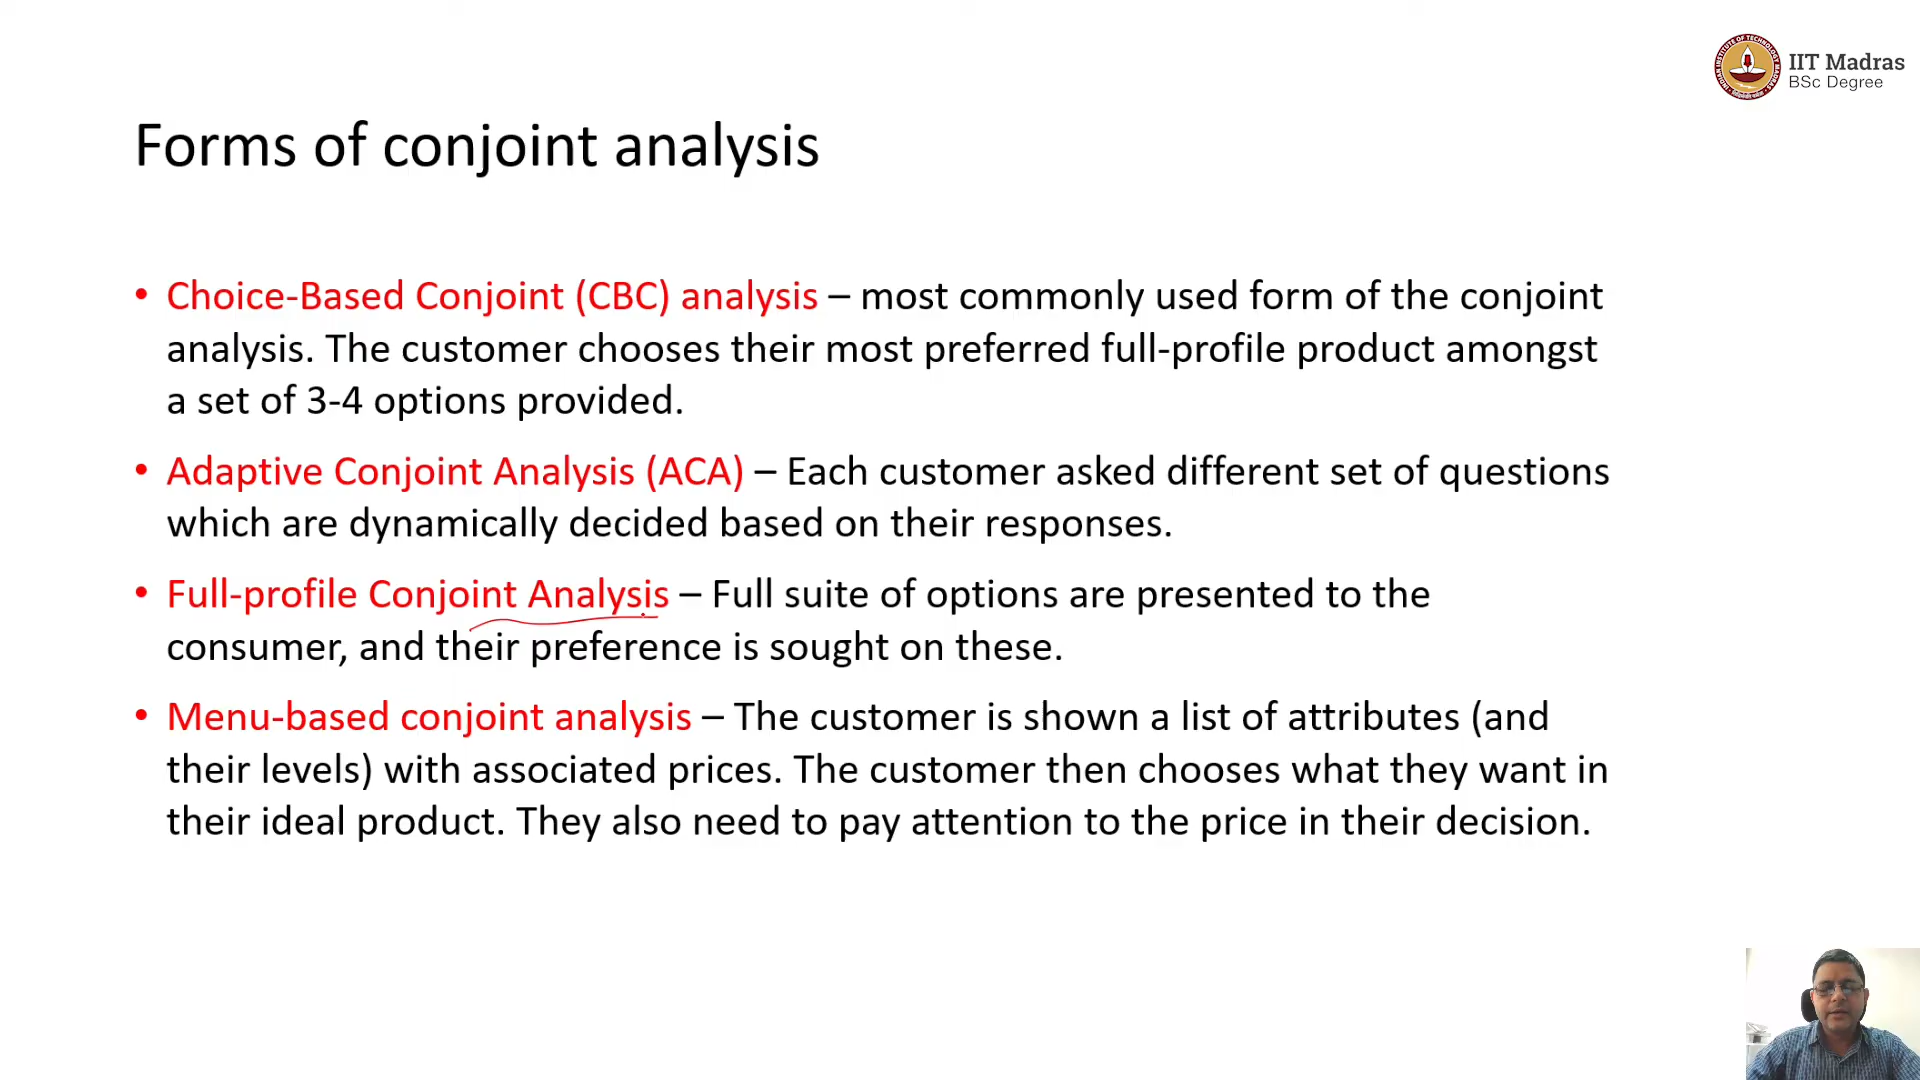 IIT Madras
BSc Degree
Forms of conjoint analysis
• Choice-Based Conjoint (CBC) analysis – most commonly used form of the conjoint
analysis. The customer chooses their most preferred full-profile product amongst
a set of 3-4 options provided.
• Adaptive Conjoint Analysis (ACA) – Each customer asked different set of questions
which are dynamically decided based on their responses.
• Full-profile Conjoint Analysis – Full suite of options are presented to the
consumer, and their preference is sought on these.
• Menu-based conjoint analysis – The customer is shown a list of attributes (and
their levels) with associated prices. The customer then chooses what they want in
their ideal product. They also need to pay attention to the price in their decision.